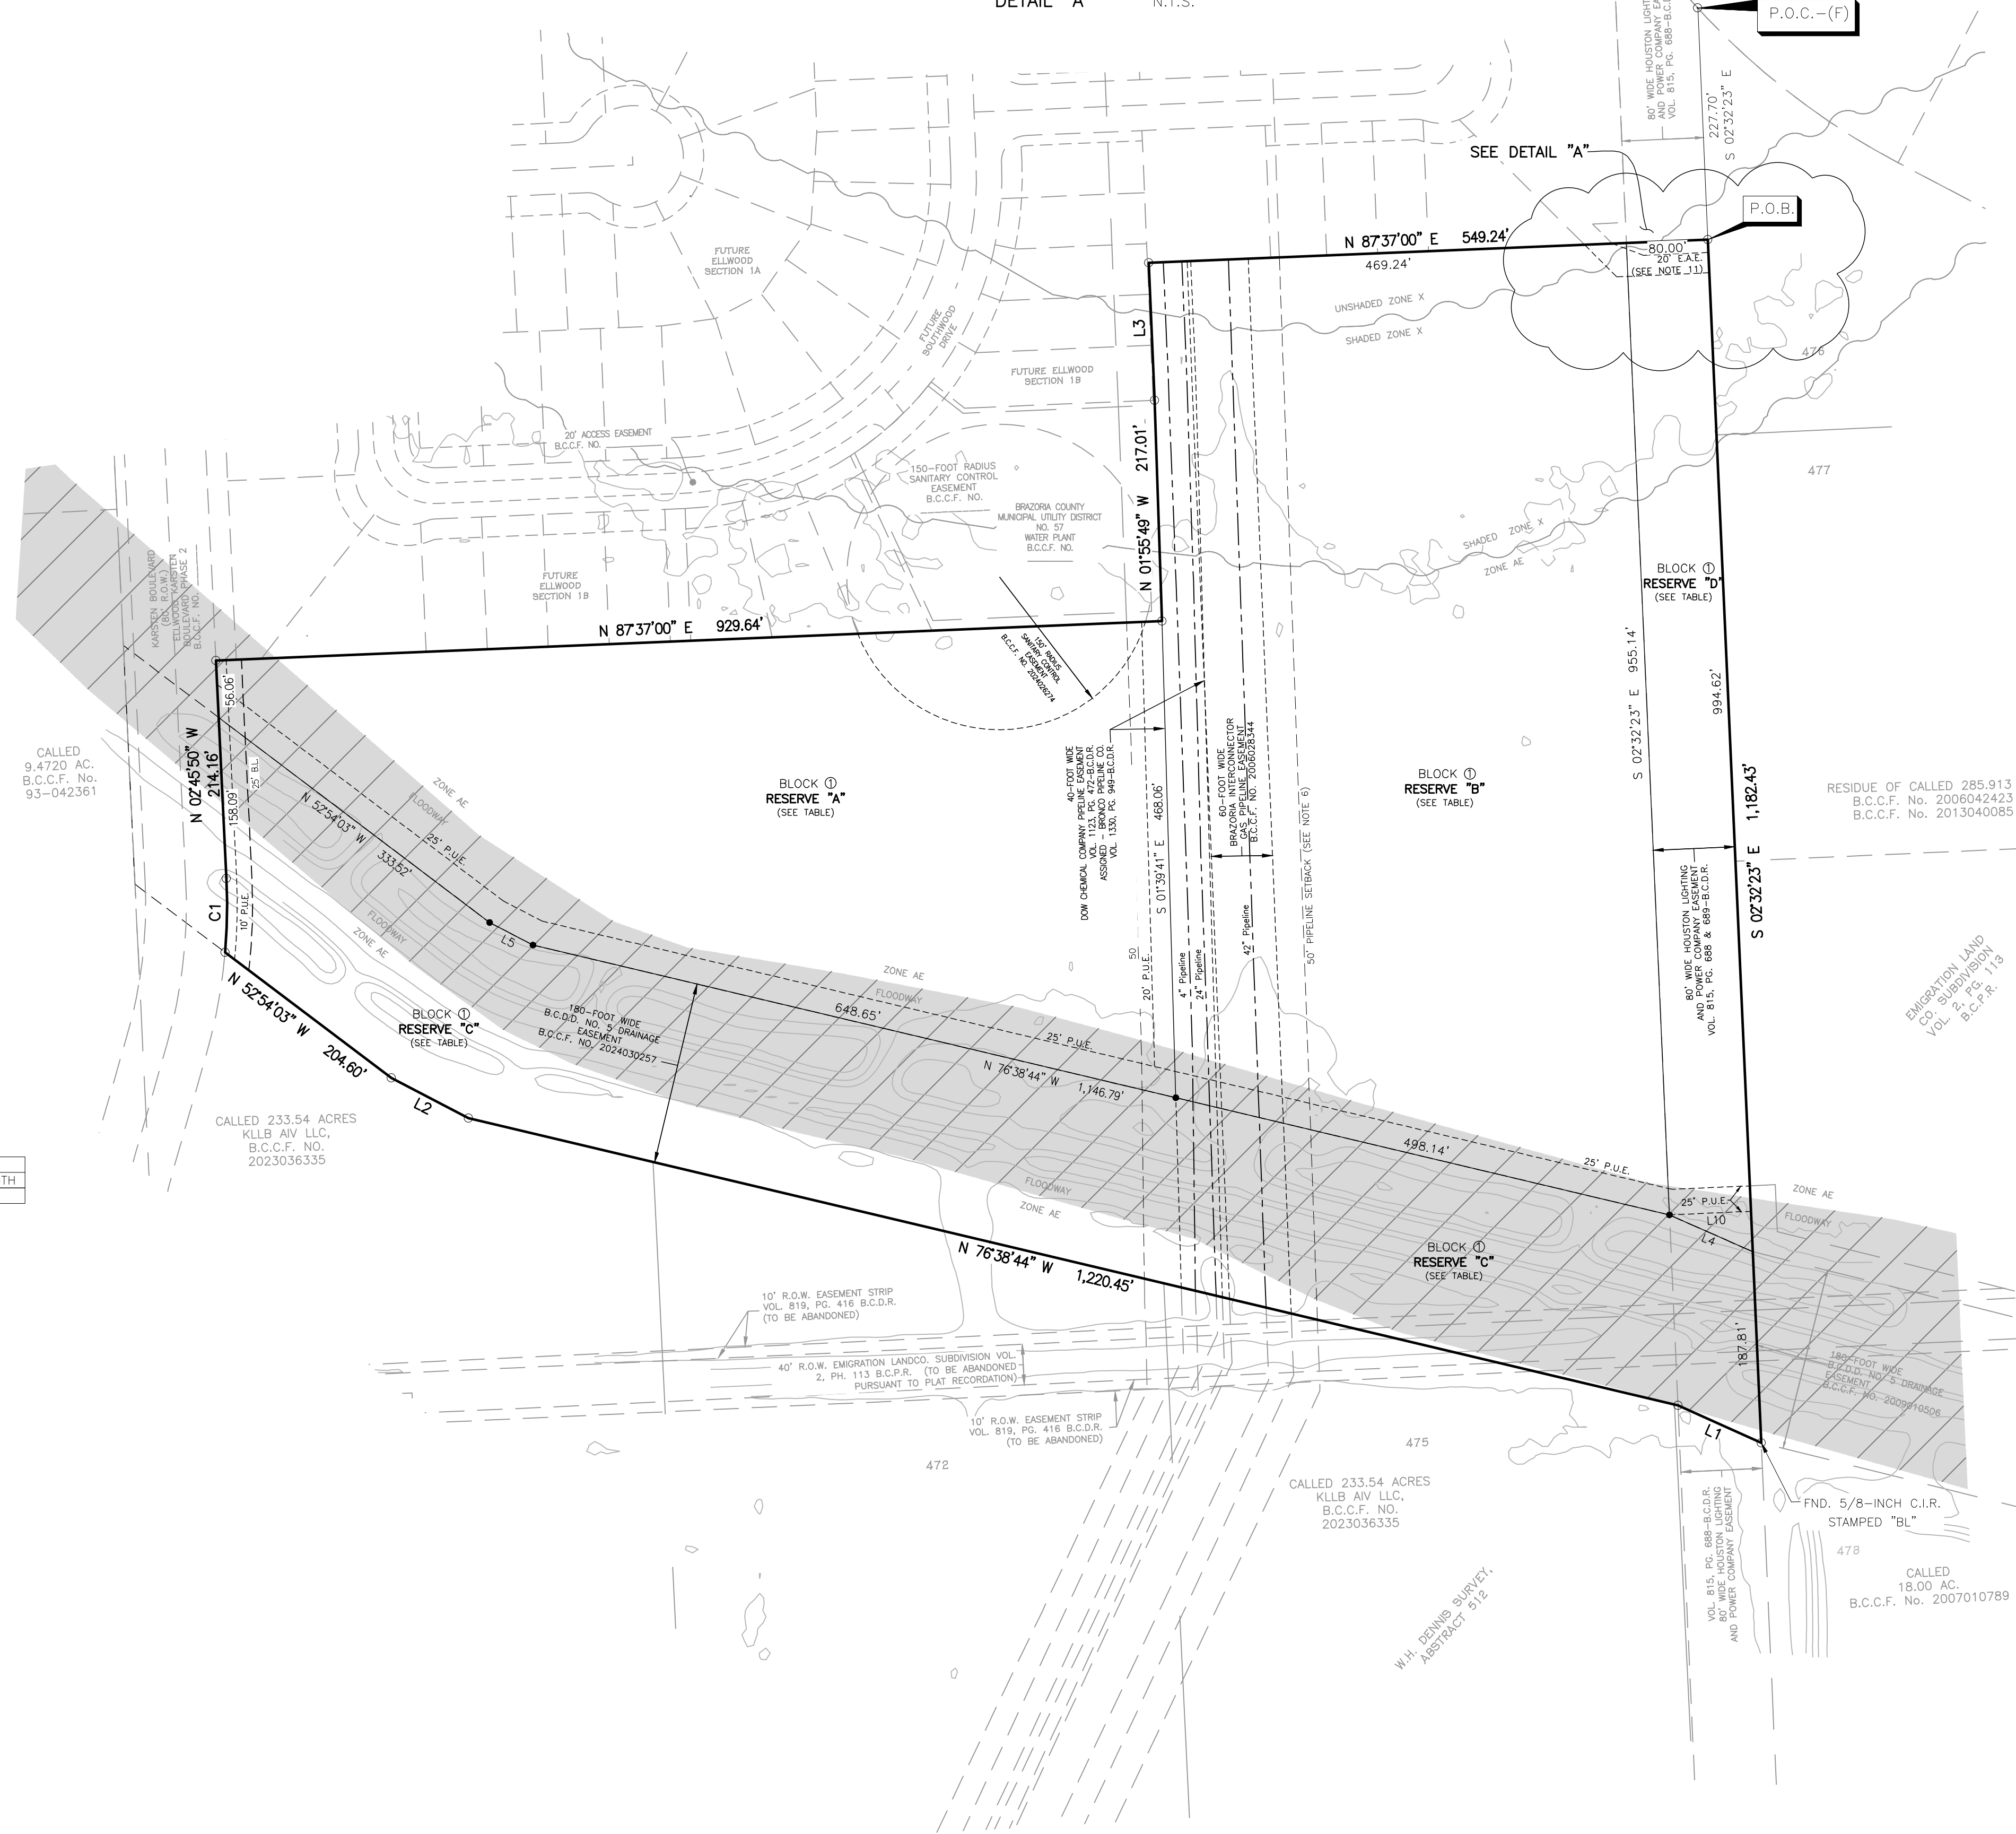 DETAIL "A"
N.T.S.
P.O.C.-(F)
80' WIDE HOUSTON LIGHT
AND POWER COMPANY EA
VOL. 815, PG. 688-B.C.D
227.70'
S 02°32'23" E
SEE DETAIL "A"
P.O.B.
N 87°37'00" E 549.24'
469.24'
80.00'
20' E.A.E.
(SEE NOTE 11)
UNSHADED ZONE X
SHADED ZONE X
476
477
FUTURE
ELLWOOD
SECTION 1A
FUTURE
SOUTHWOOD
DRIVE
FUTURE ELLWOOD
SECTION 1B
L3
N 01°55'49" W 217.01'
20' ACCESS EASEMENT
B.C.C.F. NO.
150-FOOT RADIUS
SANITARY CONTROL
EASEMENT
B.C.C.F. NO.
BRAZORIA COUNTY
MUNICIPAL UTILITY DISTRICT
NO. 57
WATER PLANT
B.C.C.F. NO.
SHADED ZONE X
ZONE AE
KARSTEN BOULEVARD
(80' R.O.W.)
ELLWOOD KARSTEN
BOULEVARD PHASE 2
B.C.C.F. NO.
FUTURE
ELLWOOD
SECTION 1B
N 87°37'00" E 929.64'
150' RADIUS
SANITARY CONTROL
EASEMENT
B.C.C.F. NO. 2024026274
BLOCK 1
RESERVE "D"
(SEE TABLE)
S 02°32'23" E 955.14'
994.62'
N 02°45'50" W
214.16'
56.06'
158.09'
25' B.L.
10' P.U.E.
C1
CALLED
9.4720 AC.
B.C.C.F. No.
93-042361
ZONE AE
FLOODWAY
25' P.U.E.
N 52°54'03" W 333.52'
L5
BLOCK 1
RESERVE "A"
(SEE TABLE)
40-FOOT WIDE
DOW CHEMICAL COMPANY PIPELINE EASEMENT
VOL. 1123, PG. 472-B.C.D.R.
ASSIGNED - BRONCO PIPELINE CO.
VOL. 1330, PG. 949-B.C.D.R.
S 01°39'41" E 468.06'
60-FOOT WIDE
BRAZORIA INTERCONNECTOR
GAS PIPELINE EASEMENT
B.C.C.F. NO. 2006028344
50' PIPELINE SETBACK (SEE NOTE 6)
BLOCK 1
RESERVE "B"
(SEE TABLE)
S 02°32'23" E 1,182.43'
RESIDUE OF CALLED 285.913
B.C.C.F. No. 2006042423
B.C.C.F. No. 2013040085
80' WIDE HOUSTON LIGHTING
AND POWER COMPANY EASEMENT
VOL. 815, PG. 688 & 689-B.C.D.R.
EMIGRATION LAND
CO. SUBDIVISION
VOL. 2, PG. 113
B.C.P.R.
50
20' P.U.E.
4" Pipeline
24" Pipeline
42" Pipeline
FLOODWAY
ZONE AE
N 52°54'03" W 204.60'
L2
BLOCK 1
RESERVE "C"
(SEE TABLE)
180-FOOT WIDE
B.C.D.D. NO. 5 DRAINAGE
EASEMENT
B.C.C.F. NO. 2024030257
648.65'
ZONE AE
FLOODWAY
25' P.U.E.
N 76°38'44" W 1,146.79'
498.14'
25' P.U.E.
25' P.U.E.
L10
L4
ZONE AE
FLOODWAY
CALLED 233.54 ACRES
KLLB AIV LLC,
B.C.C.F. NO.
2023036335
TH
FLOODWAY
ZONE AE
N 76°38'44" W 1,220.45'
BLOCK 1
RESERVE "C"
(SEE TABLE)
10' R.O.W. EASEMENT STRIP
VOL. 819, PG. 416 B.C.D.R.
(TO BE ABANDONED)
40' R.O.W. EMIGRATION LANDCO. SUBDIVISION VOL.
2, PH. 113 B.C.P.R. (TO BE ABANDONED
PURSUANT TO PLAT RECORDATION)
10' R.O.W. EASEMENT STRIP
VOL. 819, PG. 416 B.C.D.R.
(TO BE ABANDONED)
187.81'
180-FOOT WIDE
B.C.D.D. NO. 5 DRAINAGE
EASEMENT
B.C.C.F. NO. 2009010506
L1
472
475
CALLED 233.54 ACRES
KLLB AIV LLC,
B.C.C.F. NO.
2023036335
VOL. 815, PG. 688-B.C.D.R.
80' WIDE HOUSTON LIGHTING
AND POWER COMPANY EASEMENT
FND. 5/8-INCH C.I.R.
STAMPED "BL"
478
CALLED
18.00 AC.
B.C.C.F. No. 2007010789
W.H. DENNIS SURVEY,
ABSTRACT 512